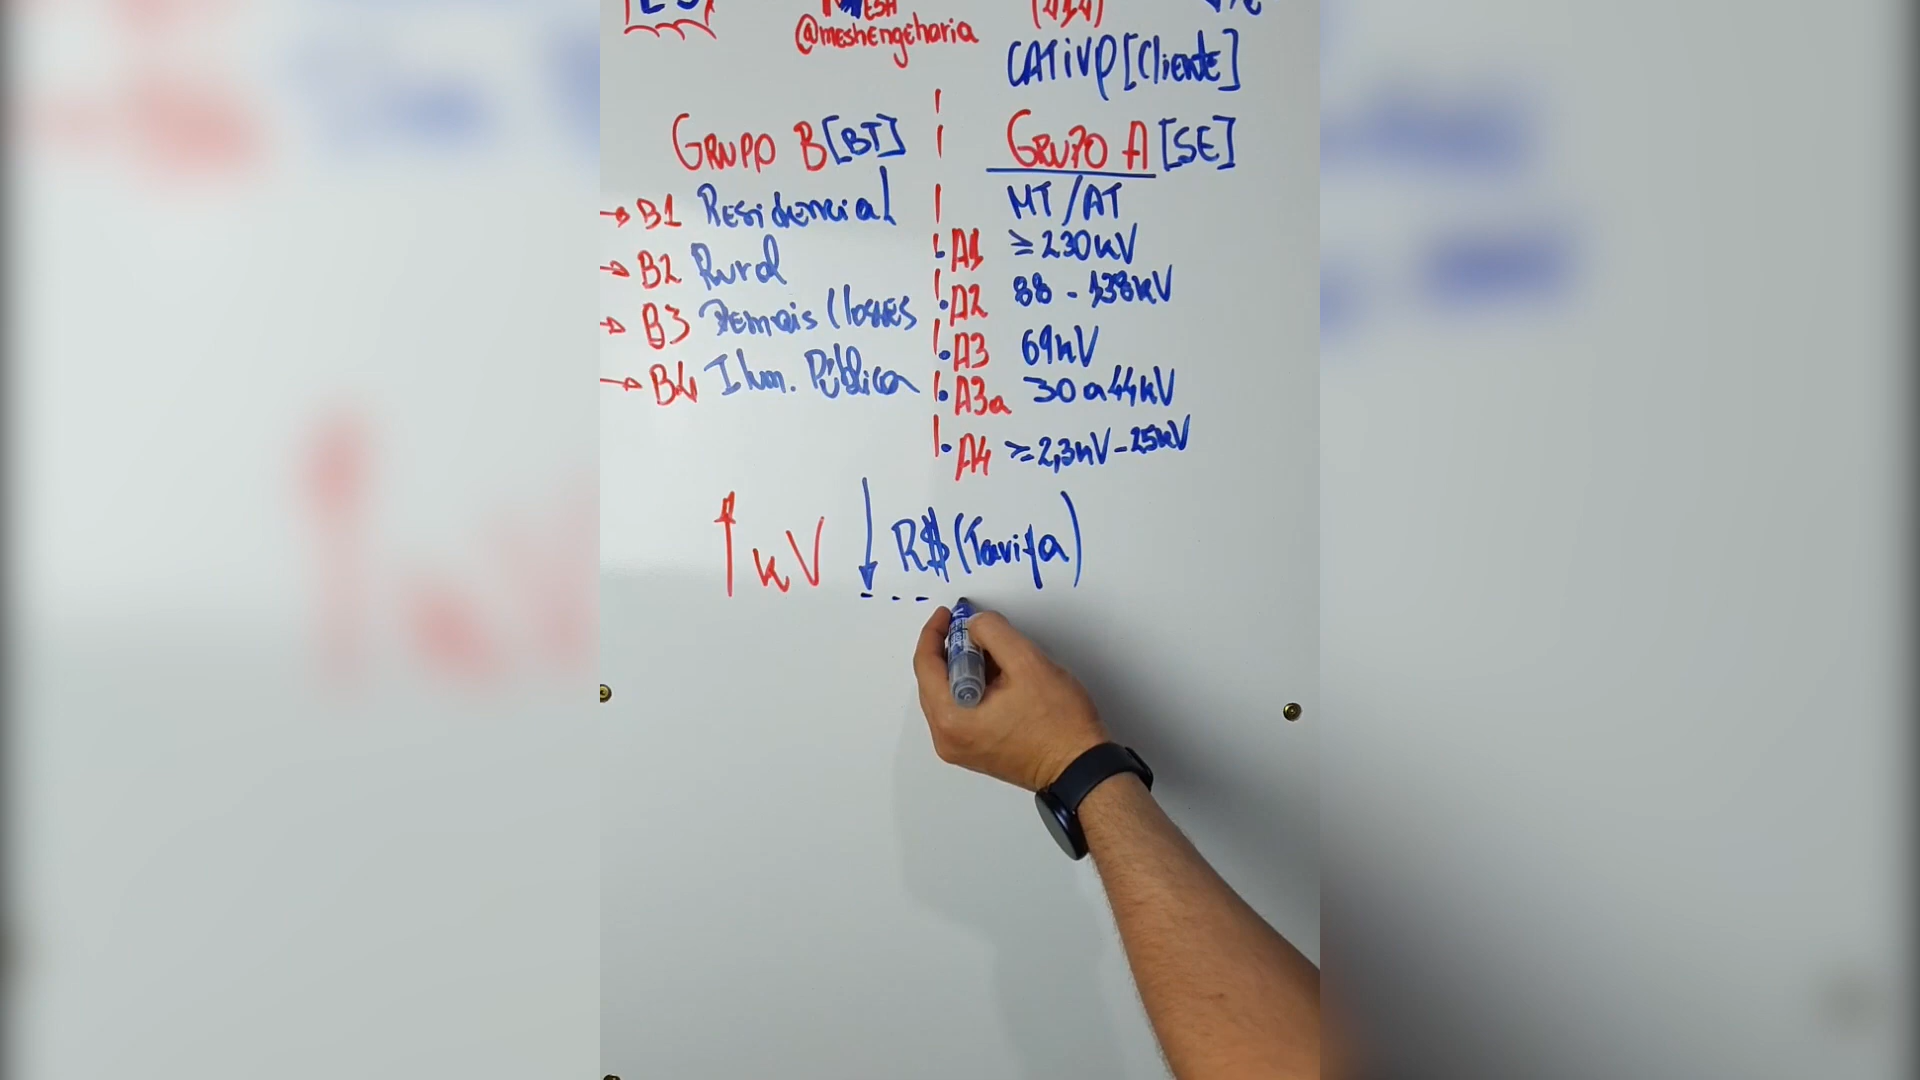 @meshengenharia
CATIVO [Cliente]
GRUPO B [BT]
→ B1 Residencial
→ B2 Rural
→ B3 Demais Classes
→ B4 Ilum. Pública
GRUPO A [SE]
MT/AT
• A1 ≥ 230kV
• A2 88 - 138kV
• A3 69kV
• A3a 30 a 44kV
• A4 ≥ 2,3kV - 25kV
↑ kV ↓ R$ (Tarifa)